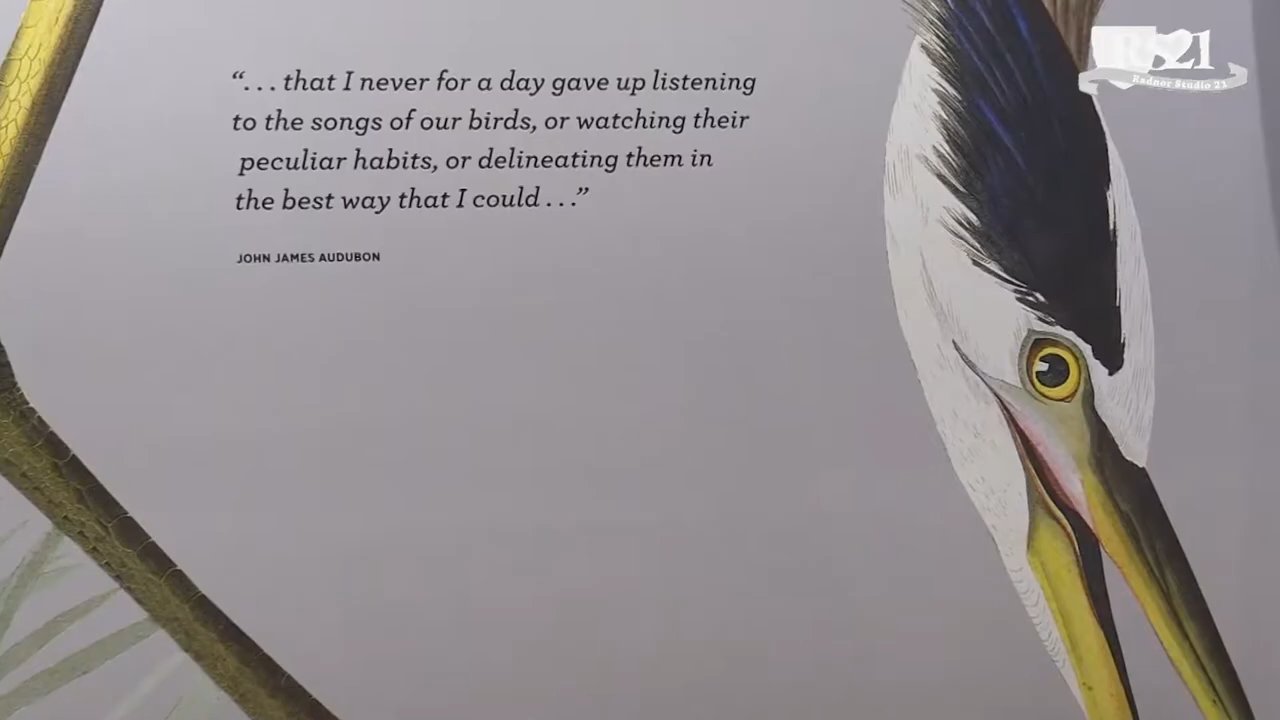 “... that I never for a day gave up listening
to the songs of our birds, or watching their
peculiar habits, or delineating them in
the best way that I could ...”
JOHN JAMES AUDUBON
RS21
Radnor Studio 21